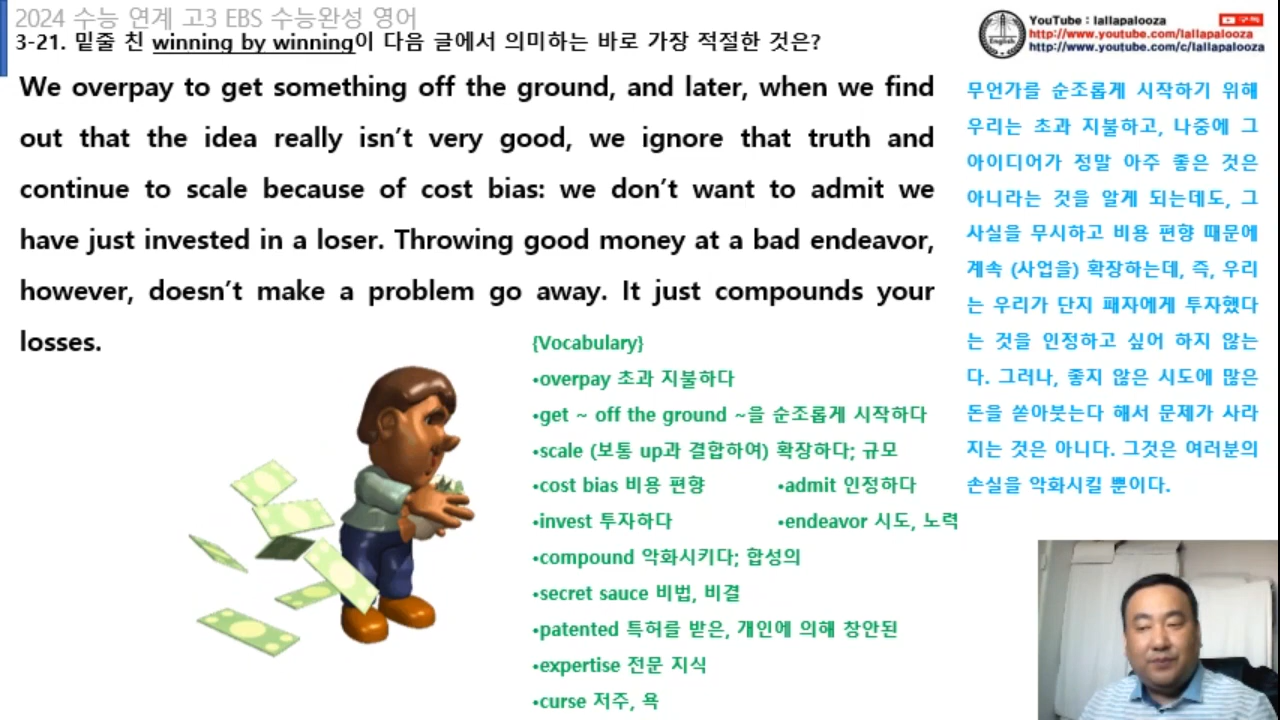 2024 수능 연계 고3 EBS 수능완성 영어
3-21. 밑줄 친 winning by winning이 다음 글에서 의미하는 바로 가장 적절한 것은?
We overpay to get something off the ground, and later, when we find
out that the idea really isn’t very good, we ignore that truth and
continue to scale because of cost bias: we don’t want to admit we
have just invested in a loser. Throwing good money at a bad endeavor,
however, doesn’t make a problem go away. It just compounds your
losses.
{Vocabulary}
•overpay 초과 지불하다
•get ~ off the ground ~을 순조롭게 시작하다
•scale (보통 up과 결합하여) 확장하다; 규모
•cost bias 비용 편향 •admit 인정하다
•invest 투자하다 •endeavor 시도, 노력
•compound 악화시키다; 합성의
•secret sauce 비법, 비결
•patented 특허를 받은, 개인에 의해 창안된
•expertise 전문 지식
•curse 저주, 욕
YouTube : lallapalooza
구독
http://www.youtube.com/lallapalooza
http://www.youtube.com/c/lallapalooza
English
무언가를 순조롭게 시작하기 위해
우리는 초과 지불하고, 나중에 그
아이디어가 정말 아주 좋은 것은
아니라는 것을 알게 되는데도, 그
사실을 무시하고 비용 편향 때문에
계속 (사업을) 확장하는데, 즉, 우리
는 우리가 단지 패자에게 투자했다
는 것을 인정하고 싶어 하지 않는
다. 그러나, 좋지 않은 시도에 많은
돈을 쏟아붓는다 해서 문제가 사라
지는 것은 아니다. 그것은 여러분의
손실을 악화시킬 뿐이다.